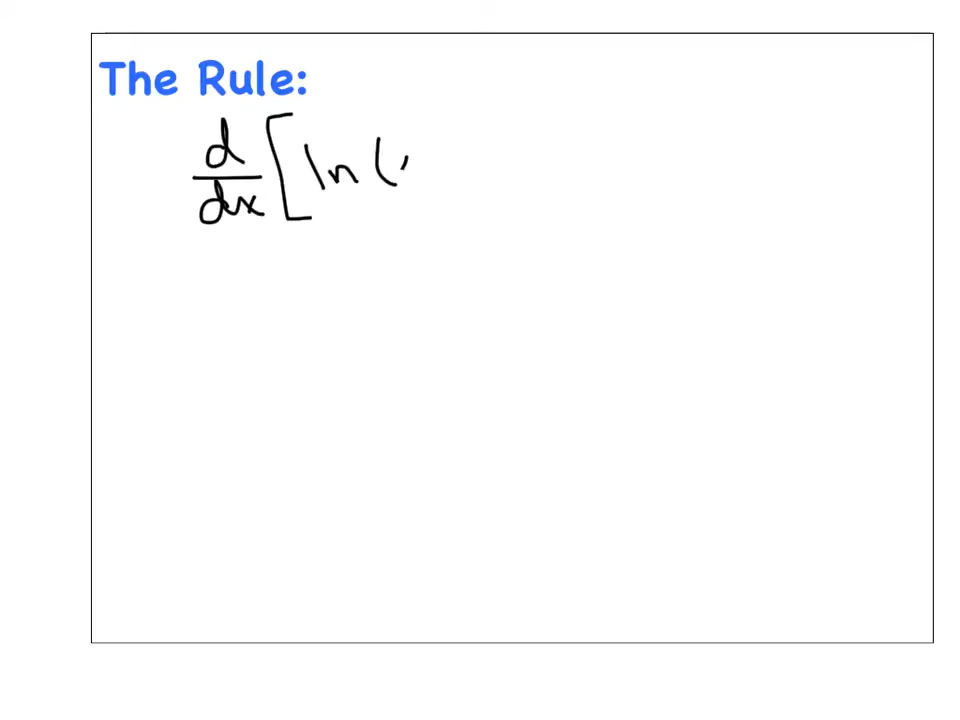 The Rule:
d
dx [ ln (